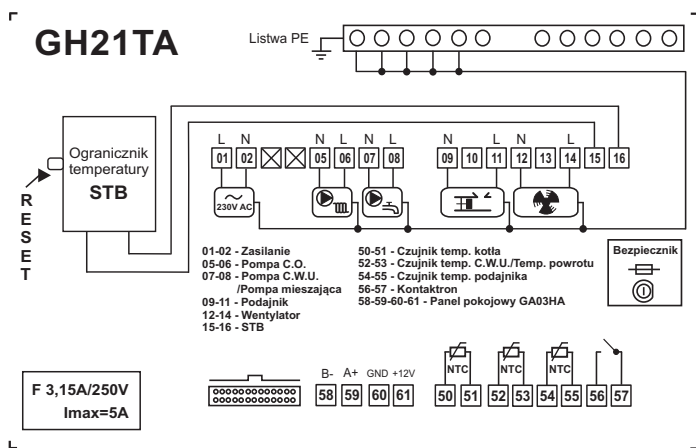 GH21TA
Listwa PE
Ogranicznik
temperatury
STB
RESET
L N N L N L N L N L
01 02 05 06 07 08 09 10 11 12 13 14 15 16
230V AC
01-02 - Zasilanie
05-06 - Pompa C.O.
07-08 - Pompa C.W.U.
/Pompa mieszająca
09-11 - Podajnik
12-14 - Wentylator
15-16 - STB
50-51 - Czujnik temp. kotła
52-53 - Czujnik temp. C.W.U./Temp. powrotu
54-55 - Czujnik temp. podajnika
56-57 - Kontaktron
58-59-60-61 - Panel pokojowy GA03HA
Bezpiecznik
F 3,15A/250V
Imax=5A
B- A+ GND +12V
58 59 60 61
NTC NTC NTC
50 51 52 53 54 55 56 57